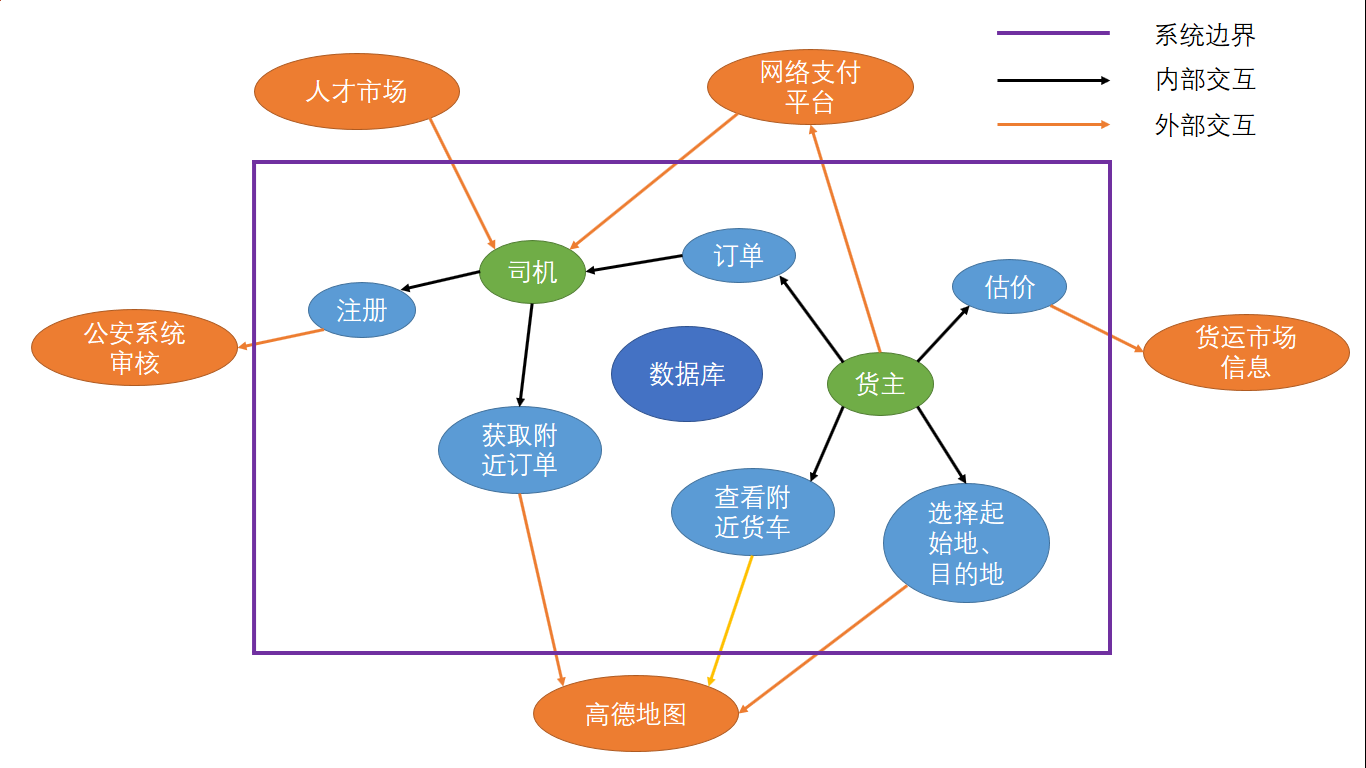 系统边界
内部交互
外部交互
人才市场
网络支付
平台
司机
订单
估价
注册
公安系统
审核
货运市场
信息
数据库
货主
获取附
近订单
查看附
近货车
选择起
始地、
目的地
高德地图